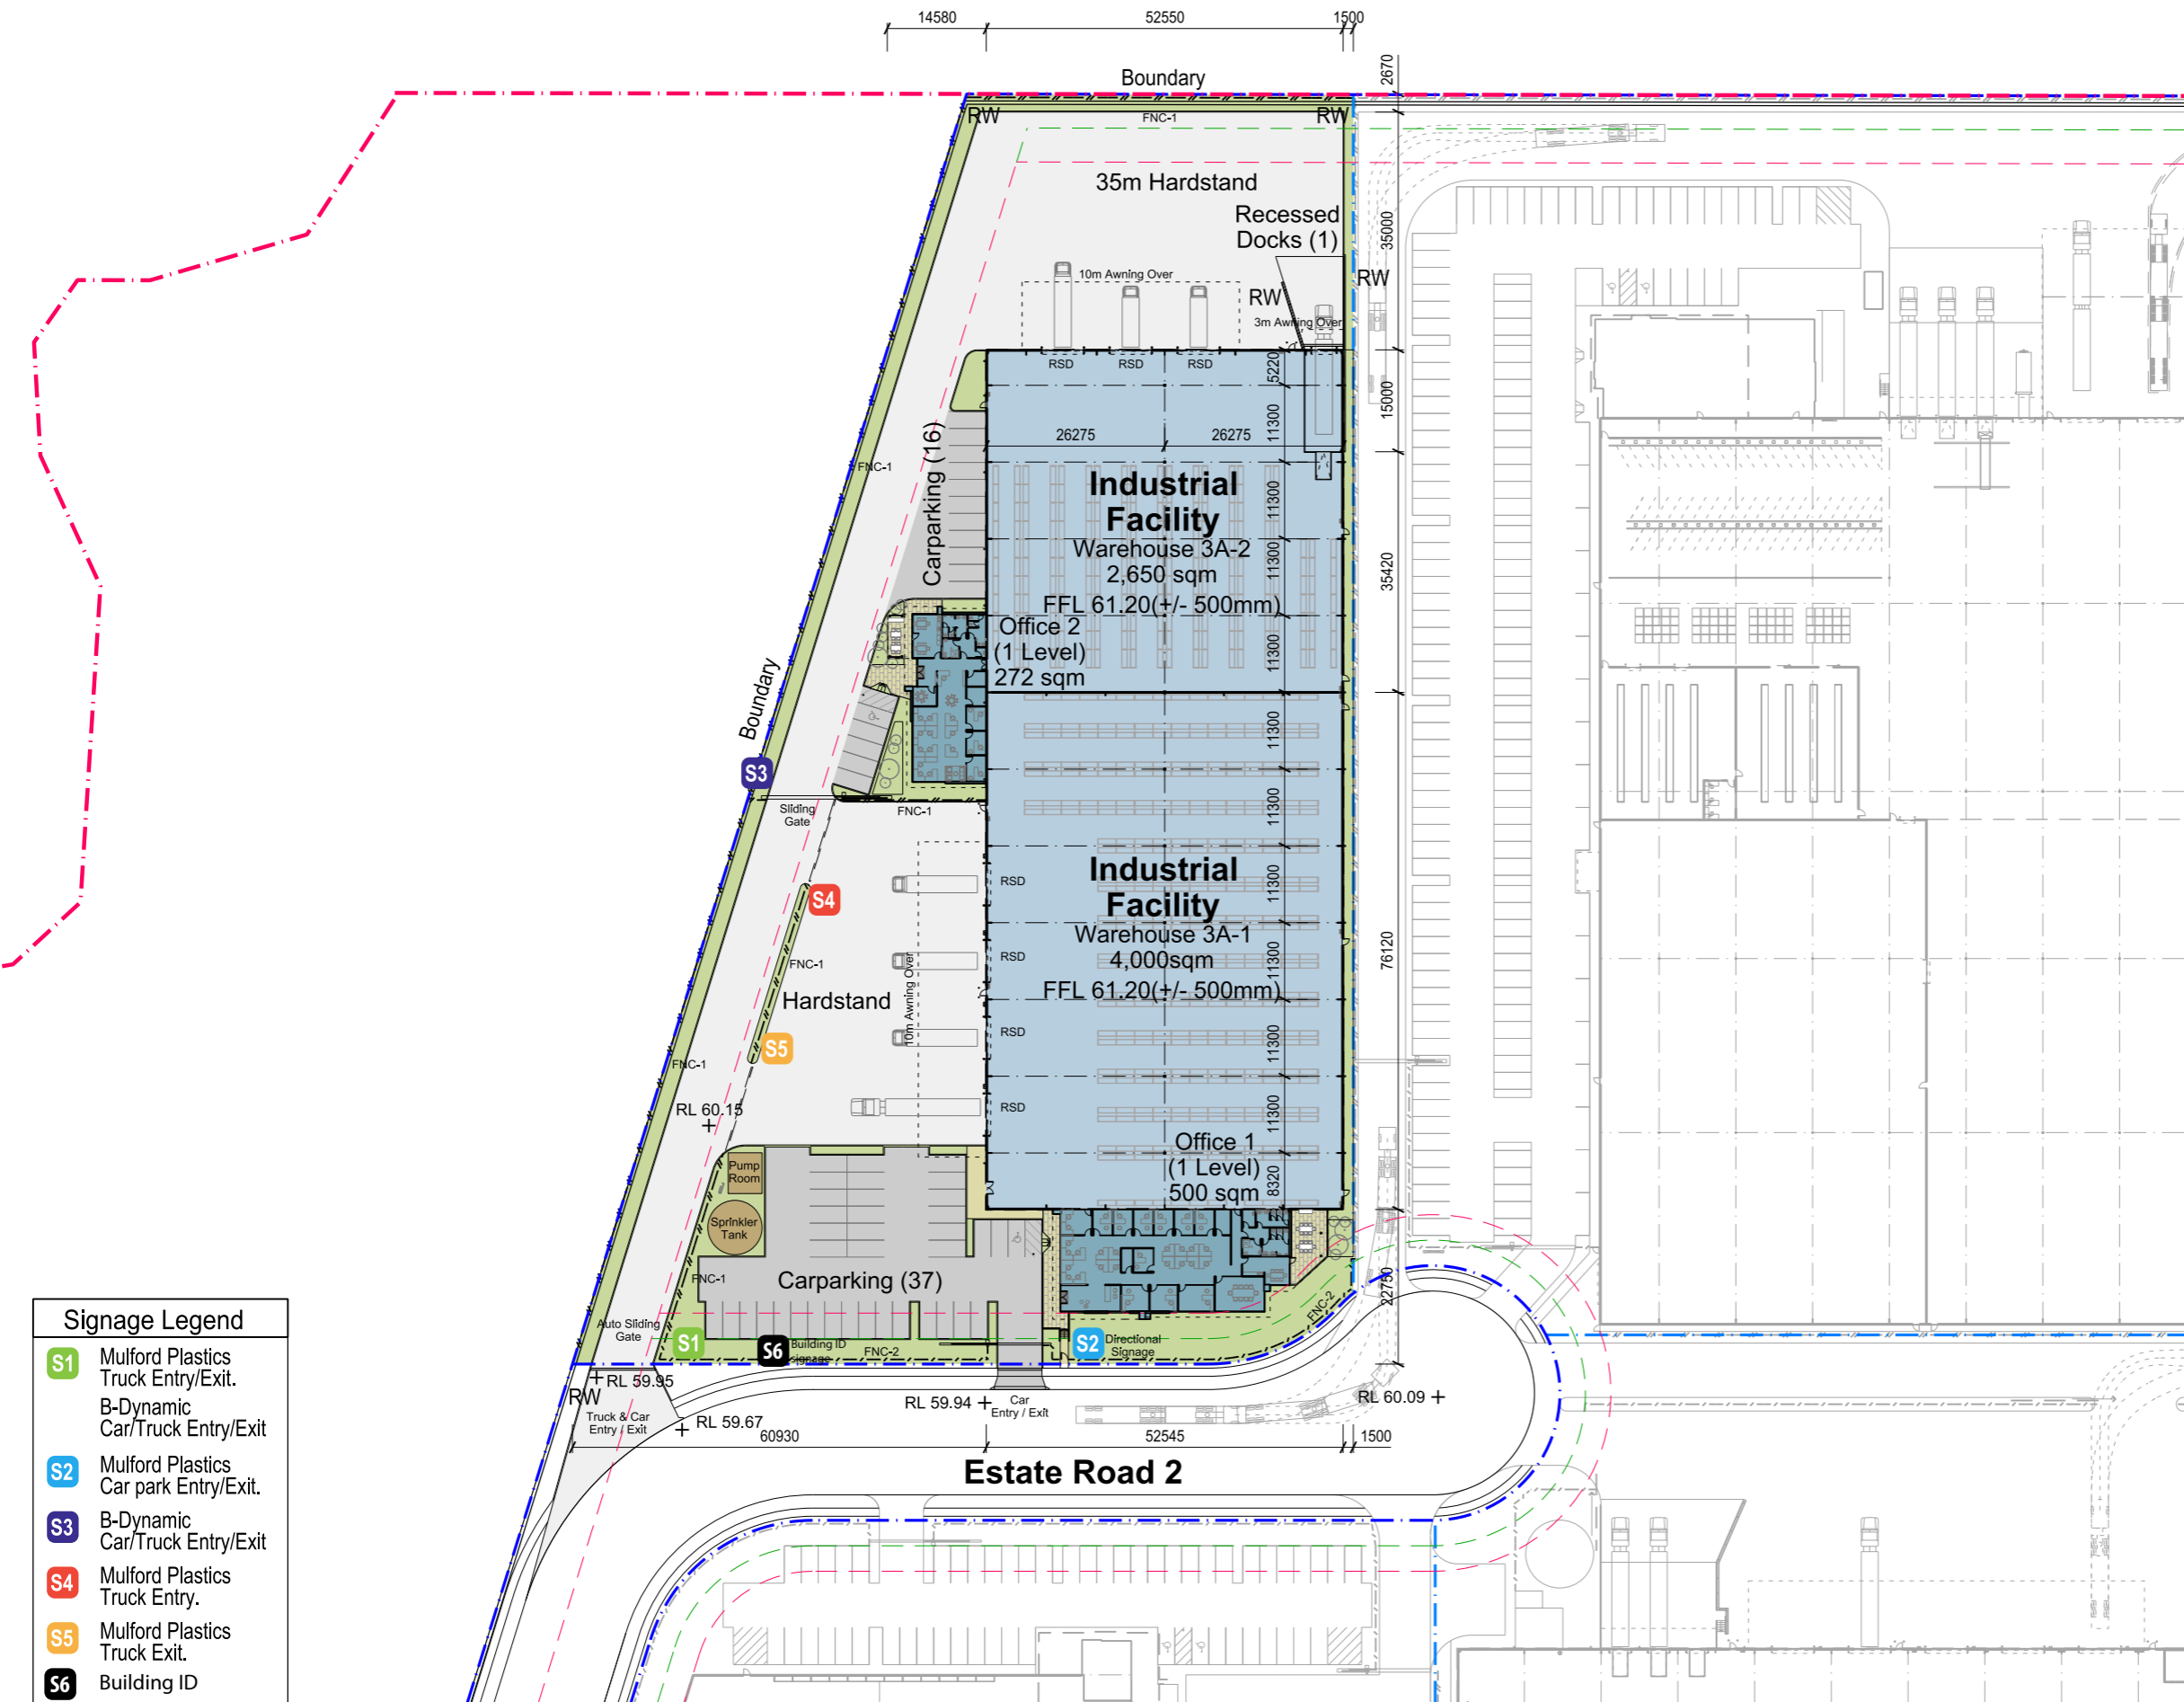 14580
52550
1500
2670
Boundary
RW
FNC-1
RW
35m Hardstand
Recessed
Docks (1)
35000
RW
10m Awning Over
RW
3m Awning Over
RSD
RSD
RSD
5220
15000
11300
26275
26275
Carparking (16)
FNC-1
Industrial
Facility
11300
Warehouse 3A-2
2,650 sqm
11300
35420
FFL 61.20(+/- 500mm)
Office 2
(1 Level)
272 sqm
11300
Boundary
11300
S3
Sliding
Gate
FNC-1
11300
Industrial
Facility
RSD
11300
S4
Warehouse 3A-1
4,000sqm
76120
RSD
11300
FNC-1
FFL 61.20(+/- 500mm)
Hardstand
10m Awning Over
RSD
11300
S5
FNC-1
RL 60.15
RSD
11300
Office 1
(1 Level)
500 sqm
8320
Pump
Room
Sprinkler
Tank
FNC-1
Carparking (37)
22750
FNC-2
Auto Sliding
Gate
S1
S6
Building ID
signage
FNC-2
S2
Directional
Signage
RL 59.95
RW
Truck & Car
Entry / Exit
RL 59.67
RL 59.94
Car
Entry / Exit
RL 60.09
60930
52545
1500
Estate Road 2
Signage Legend
S1 Mulford Plastics
Truck Entry/Exit.
B-Dynamic
Car/Truck Entry/Exit
S2 Mulford Plastics
Car park Entry/Exit.
S3 B-Dynamic
Car/Truck Entry/Exit
S4 Mulford Plastics
Truck Entry.
S5 Mulford Plastics
Truck Exit.
S6 Building ID